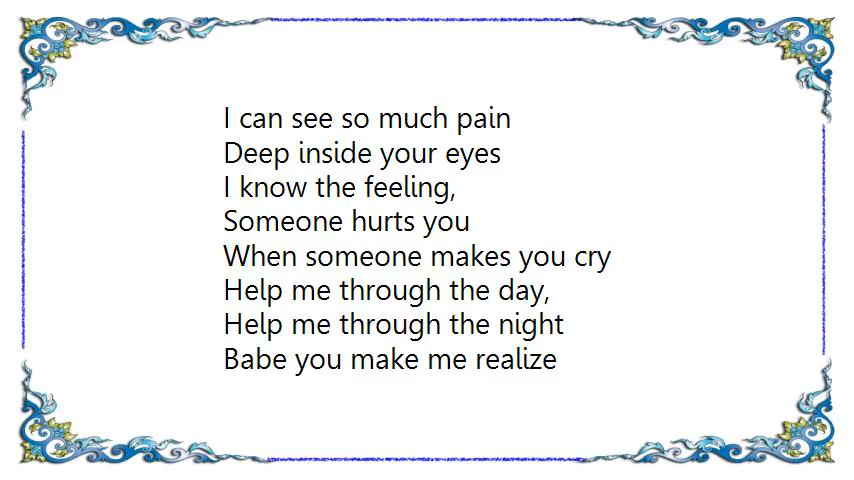 I can see so much pain
Deep inside your eyes
I know the feeling,
Someone hurts you
When someone makes you cry
Help me through the day,
Help me through the night
Babe you make me realize